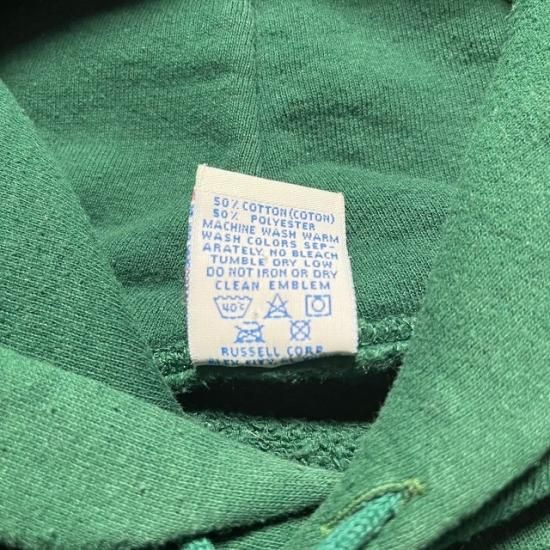 50% COTTON(COTON)
50% POLYESTER
MACHINE WASH WARM
WASH COLORS SEP-
ARATELY. NO BLEACH
TUMBLE DRY LOW
DO NOT IRON OR DRY
CLEAN EMBLEM
40°C
RUSSELL CORP